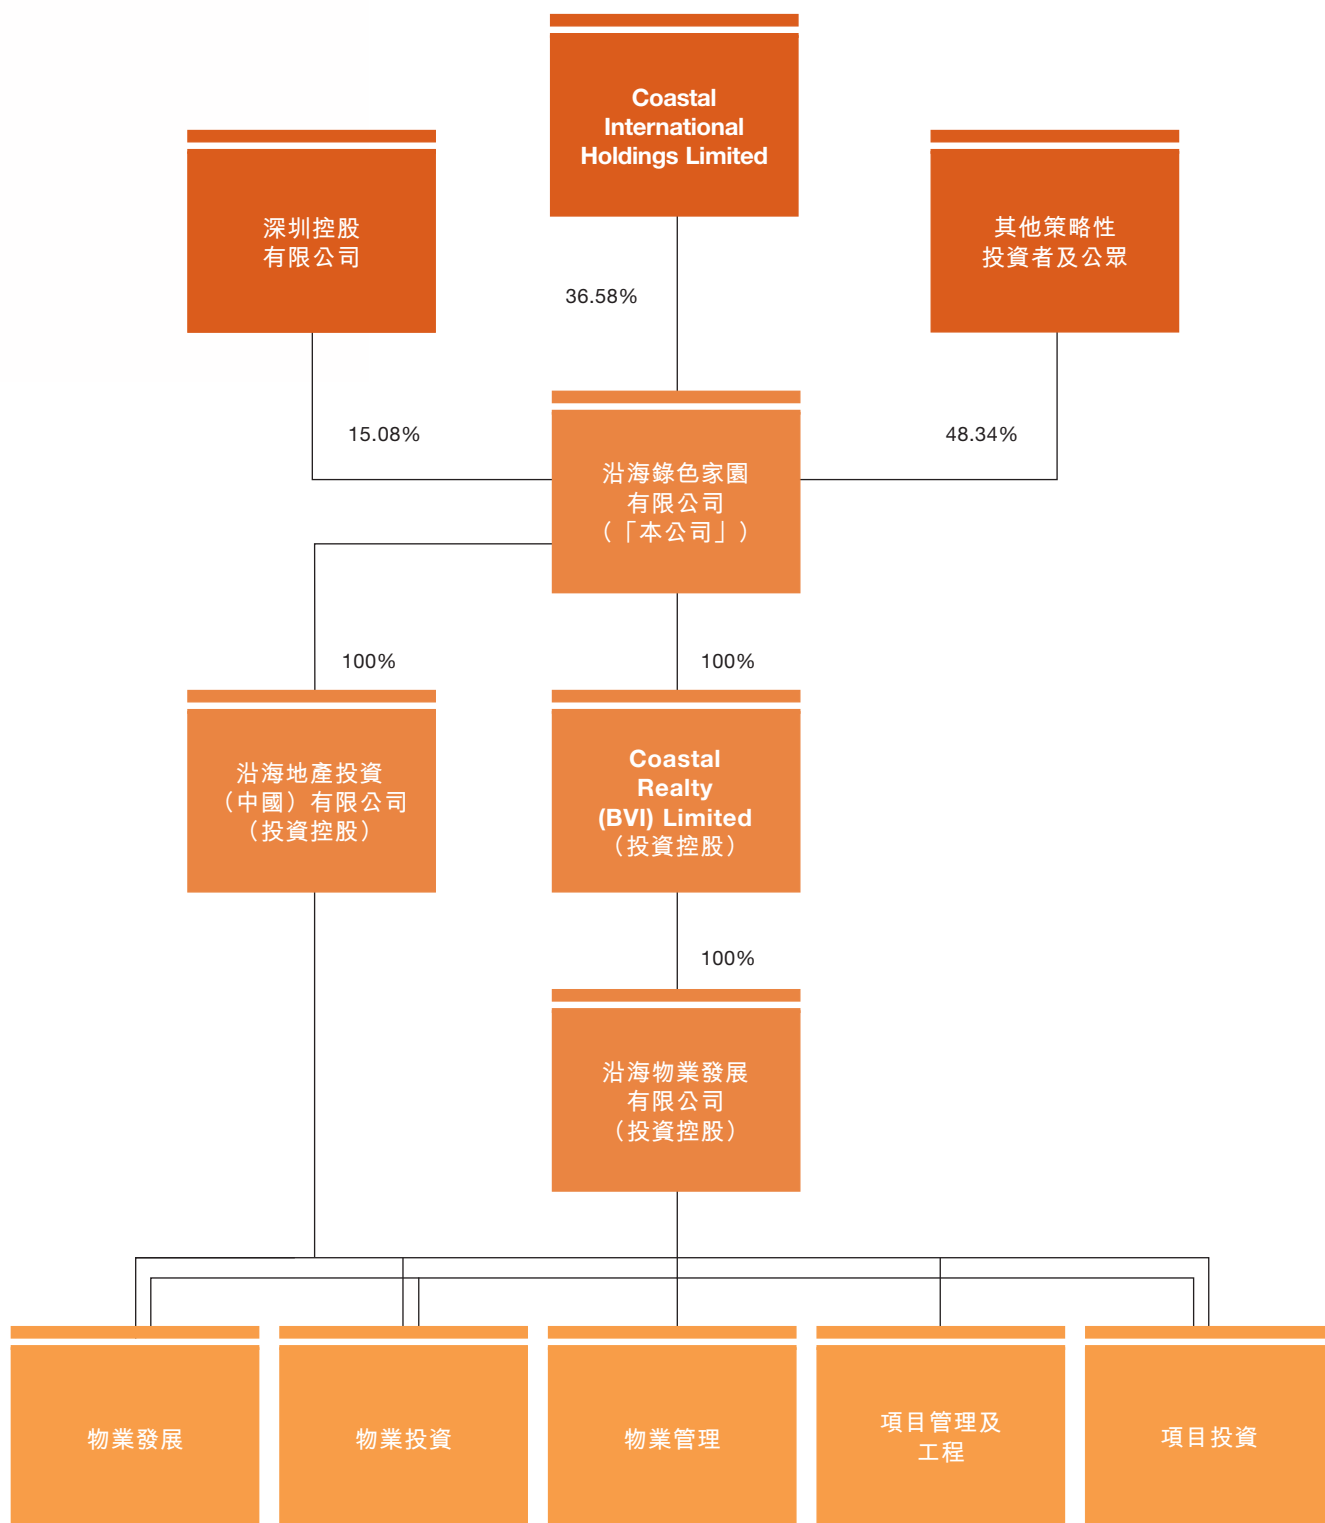 Coastal
International
Holdings Limited
深圳控股
有限公司
其他策略性
投資者及公眾
36.58%
15.08%
48.34%
沿海綠色家園
有限公司
（「本公司」）
100%
100%
沿海地產投資
（中國）有限公司
（投資控股）
Coastal
Realty
(BVI) Limited
（投資控股）
100%
沿海物業發展
有限公司
（投資控股）
物業發展
物業投資
物業管理
項目管理及
工程
項目投資